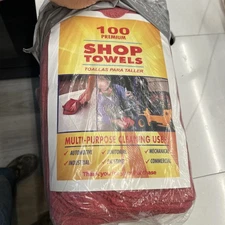 100
PREMIUM
SHOP
TOWELS
TOALLAS PARA TALLER
MULTI-PURPOSE CLEANING USE
✓ AUTOMOTIVE ✓ ✓ MECHANICAL
✓ INDUSTRIAL ✓ ✓ COMMERCIAL